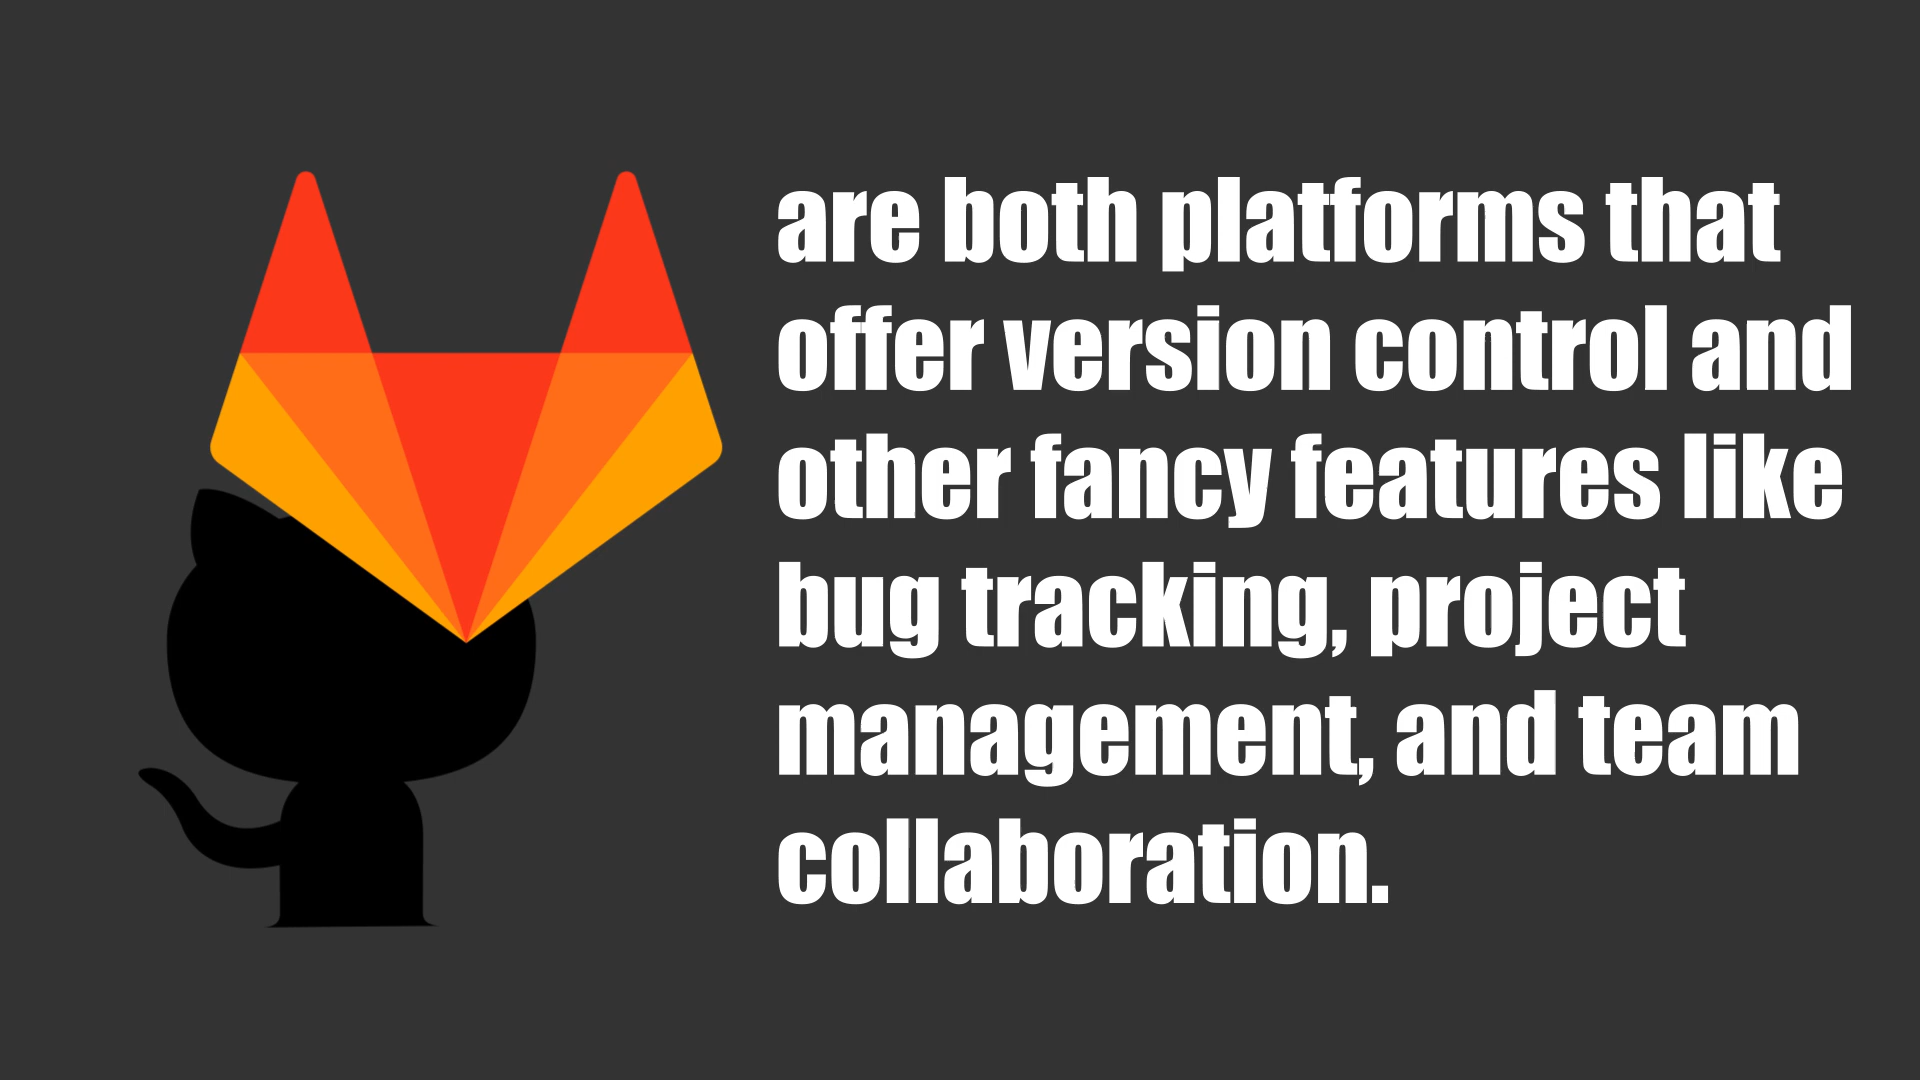 are both platforms that
offer version control and
other fancy features like
bug tracking, project
management, and team
collaboration.